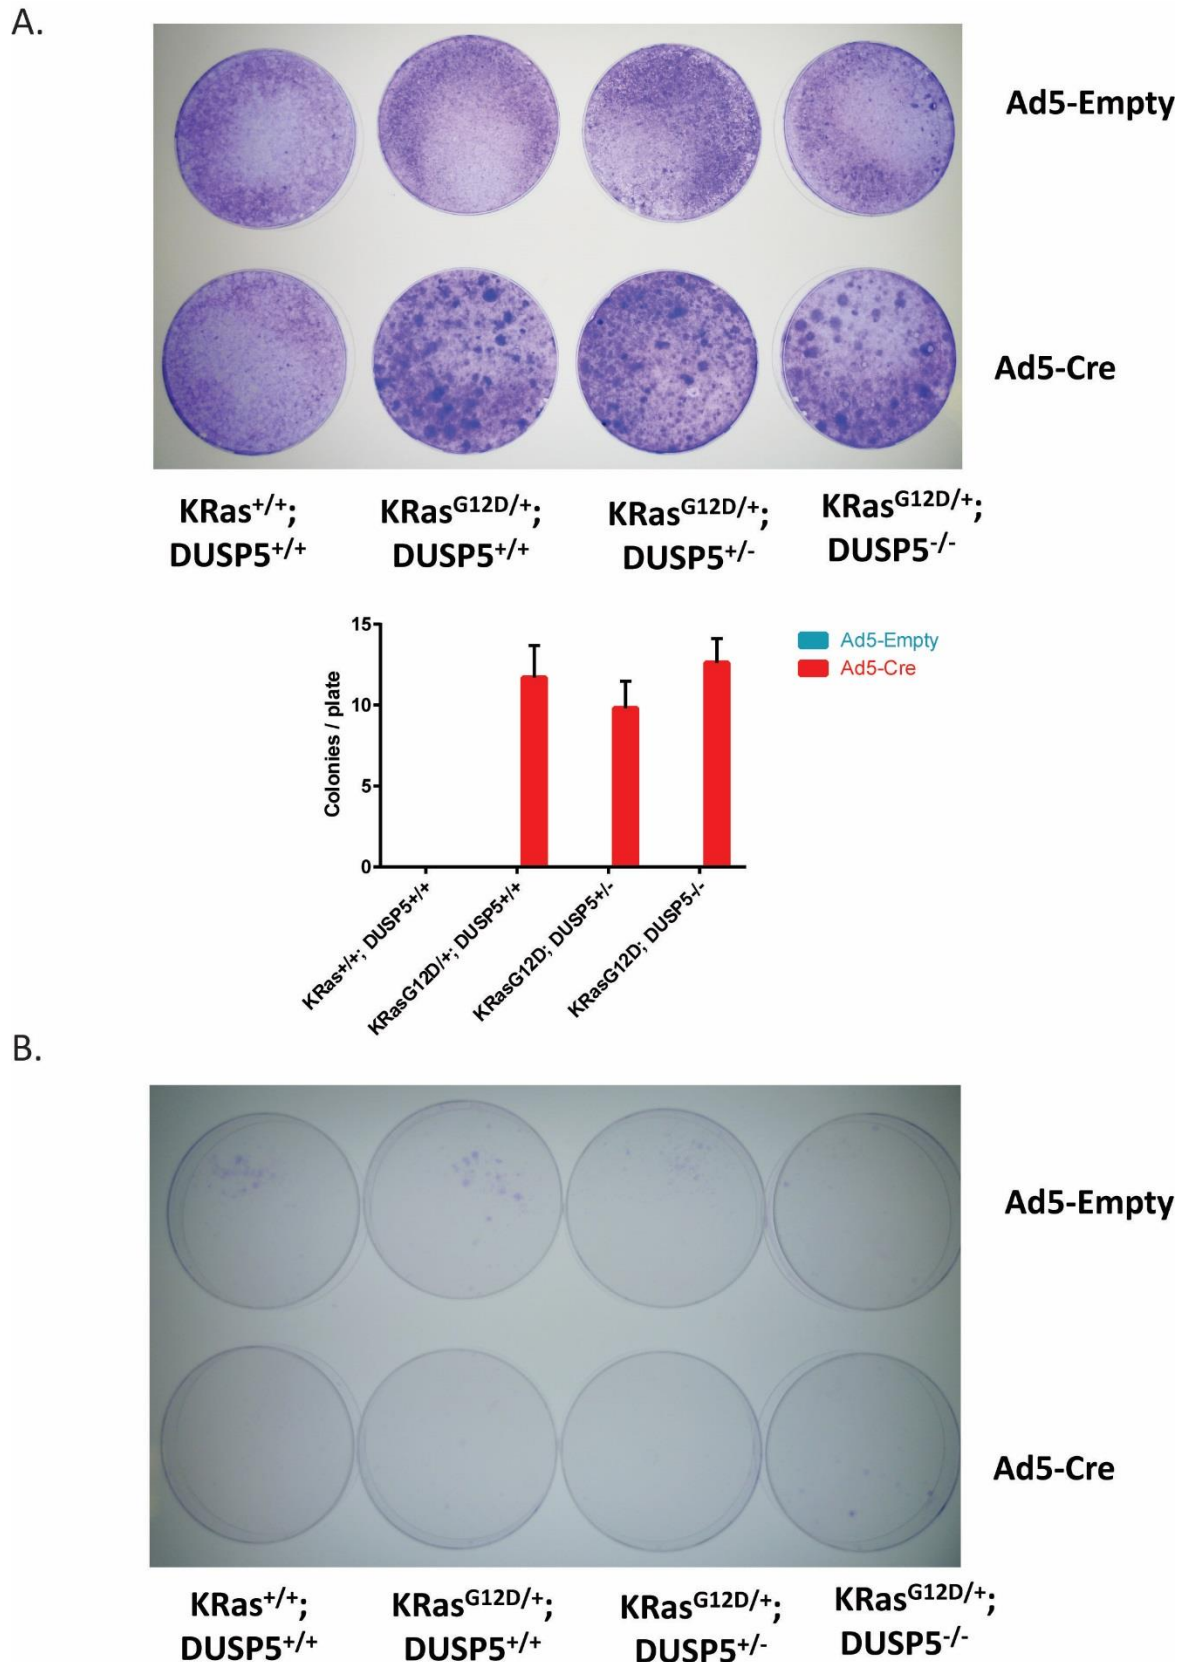 A.
Ad5-Empty
Ad5-Cre
KRas+/+;
DUSP5+/+
KRasG12D/+;
DUSP5+/+
KRasG12D/+;
DUSP5+/-
KRasG12D/+;
DUSP5-/-
15
10
5
0
Colonies / plate
Ad5-Empty
Ad5-Cre
KRas+/+; DUSP5+/+
KRasG12D/+; DUSP5+/+
KRasG12D; DUSP5+/-
KRasG12D; DUSP5-/-
B.
Ad5-Empty
Ad5-Cre
KRas+/+;
DUSP5+/+
KRasG12D/+;
DUSP5+/+
KRasG12D/+;
DUSP5+/-
KRasG12D/+;
DUSP5-/-